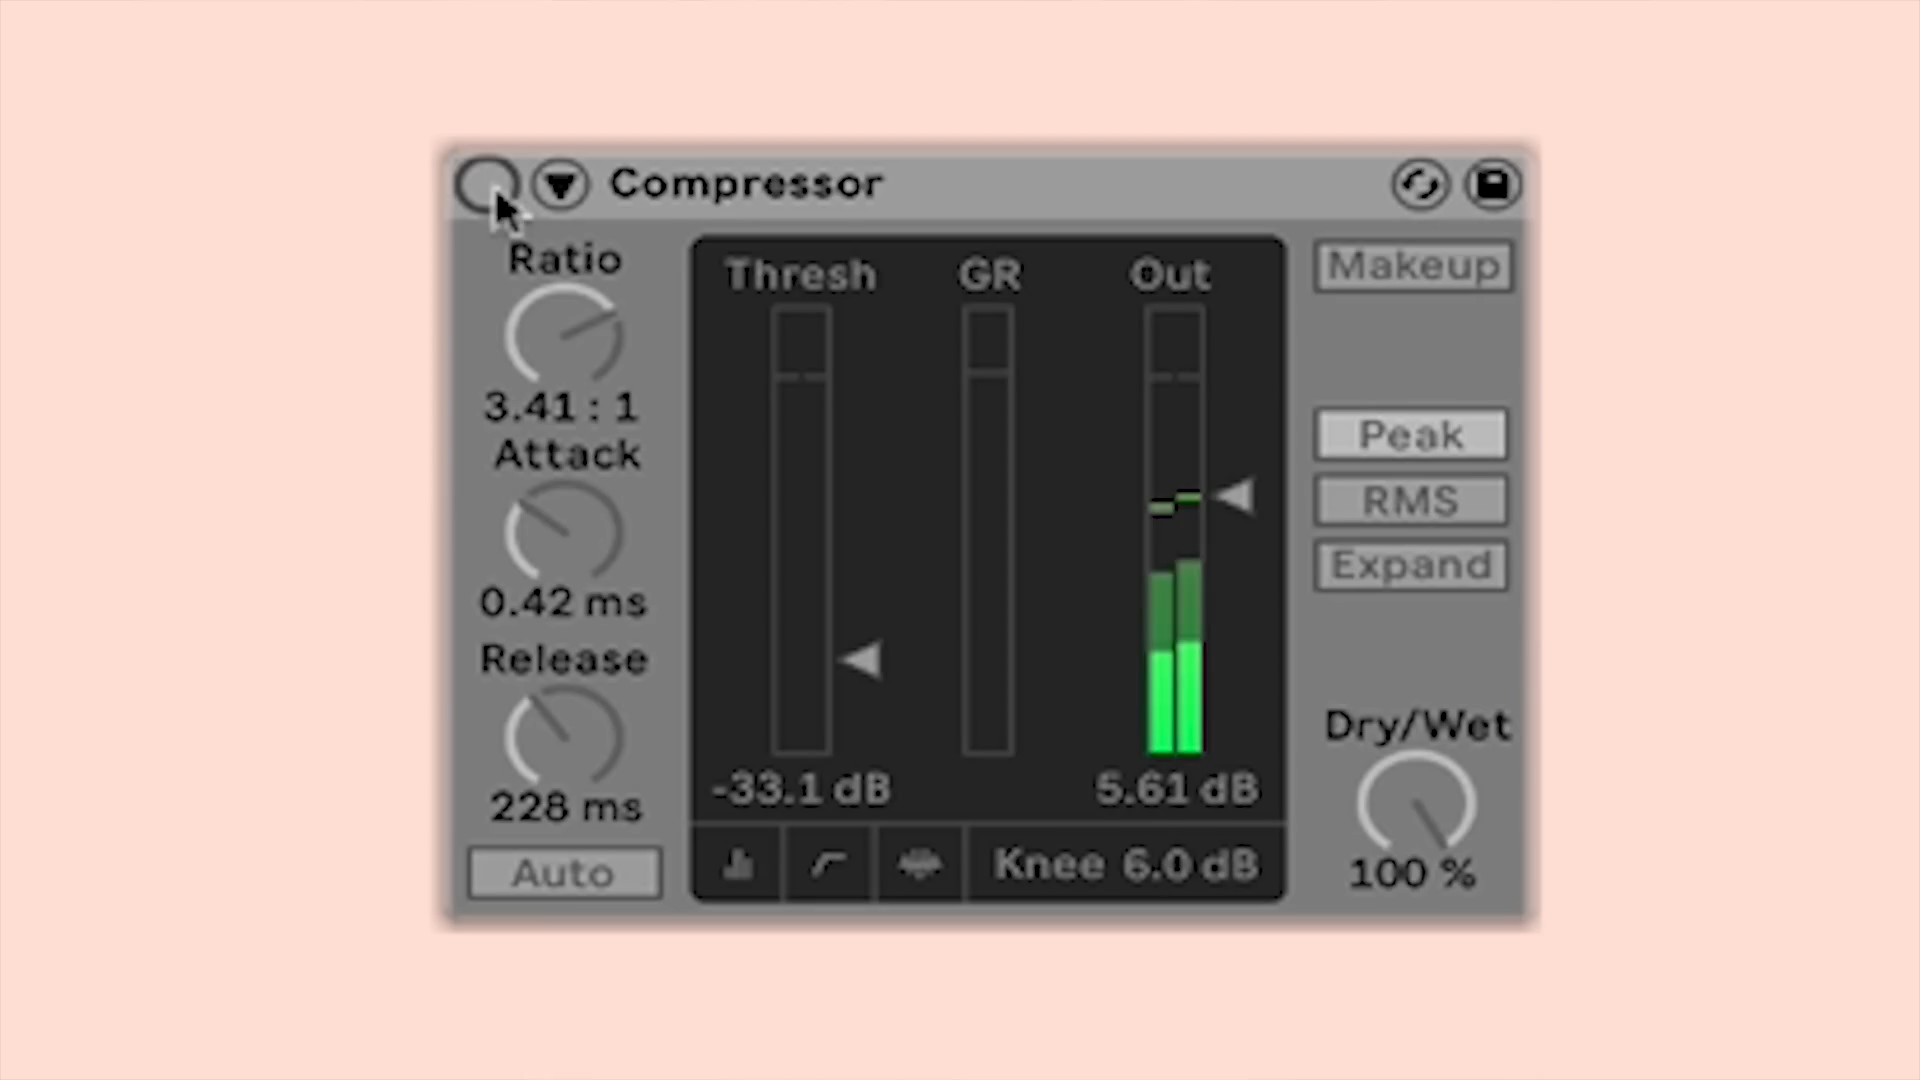 Compressor
Ratio
3.41 : 1
Attack
0.42 ms
Release
228 ms
Auto
Thresh GR Out
-33.1 dB 5.61 dB
Knee 6.0 dB
Makeup
Peak
RMS
Expand
Dry/Wet
100 %